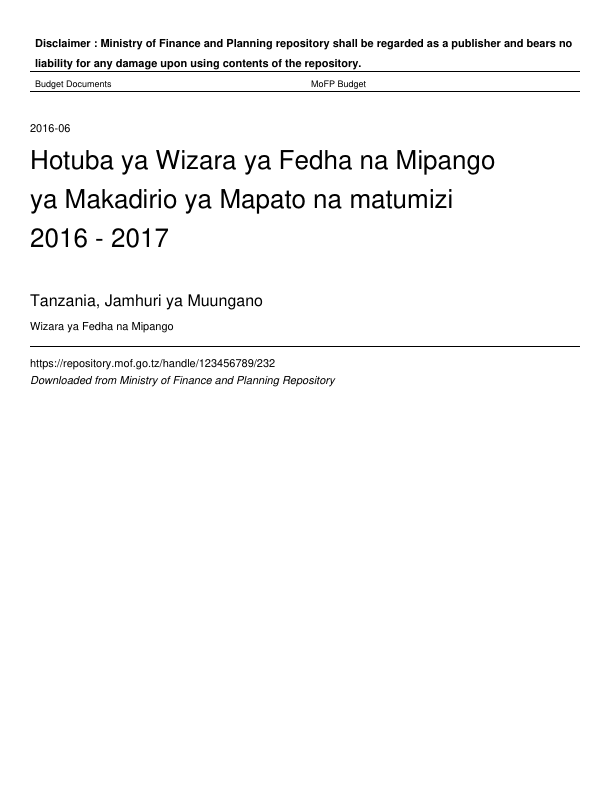 Disclaimer : Ministry of Finance and Planning repository shall be regarded as a publisher and bears no
liability for any damage upon using contents of the repository.
Budget Documents MoFP Budget
2016-06
Hotuba ya Wizara ya Fedha na Mipango
ya Makadirio ya Mapato na matumizi
2016 - 2017
Tanzania, Jamhuri ya Muungano
Wizara ya Fedha na Mipango
https://repository.mof.go.tz/handle/123456789/232
Downloaded from Ministry of Finance and Planning Repository